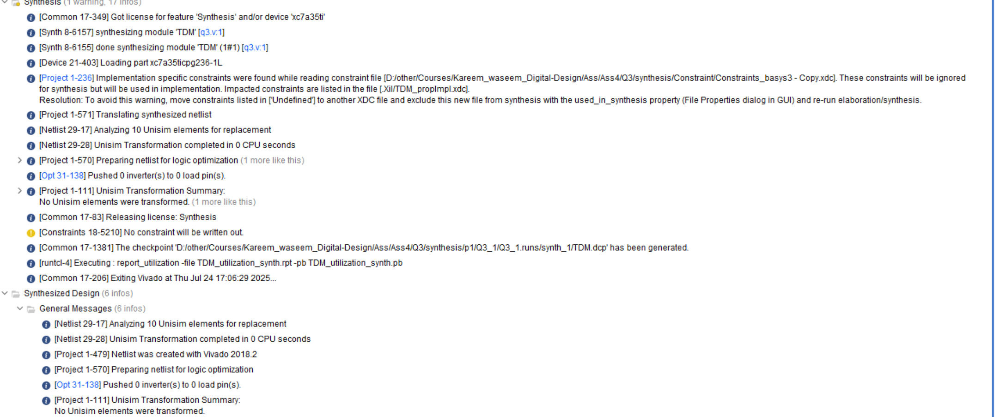 Synthesis (1 warning, 17 infos)
[Common 17-349] Got license for feature 'Synthesis' and/or device 'xc7a35ti'
[Synth 8-6157] synthesizing module 'TDM' [q3.v:1]
[Synth 8-6155] done synthesizing module 'TDM' (1#1) [q3.v:1]
[Device 21-403] Loading part xc7a35ticpg236-1L
[Project 1-236] Implementation specific constraints were found while reading constraint file [D:/other/Courses/Kareem_waseem_Digital-Design/Ass/Ass4/Q3/synthesis/Constraint/Constraints_basys3 - Copy.xdc]. These constraints will be ignored
for synthesis but will be used in implementation. Impacted constraints are listed in the file [.Xil/TDM_propImpl.xdc].
Resolution: To avoid this warning, move constraints listed in ['Undefined'] to another XDC file and exclude this new file from synthesis with the used_in_synthesis property (File Properties dialog in GUI) and re-run elaboration/synthesis.
[Project 1-571] Translating synthesized netlist
[Netlist 29-17] Analyzing 10 Unisim elements for replacement
[Netlist 29-28] Unisim Transformation completed in 0 CPU seconds
[Project 1-570] Preparing netlist for logic optimization (1 more like this)
[Opt 31-138] Pushed 0 inverter(s) to 0 load pin(s).
[Project 1-111] Unisim Transformation Summary:
No Unisim elements were transformed. (1 more like this)
[Common 17-83] Releasing license: Synthesis
[Constraints 18-5210] No constraint will be written out.
[Common 17-1381] The checkpoint 'D:/other/Courses/Kareem_waseem_Digital-Design/Ass/Ass4/Q3/synthesis/p1/Q3_1/Q3_1.runs/synth_1/TDM.dcp' has been generated.
[runtcl-4] Executing : report_utilization -file TDM_utilization_synth.rpt -pb TDM_utilization_synth.pb
[Common 17-206] Exiting Vivado at Thu Jul 24 17:06:29 2025...
Synthesized Design (6 infos)
General Messages (6 infos)
[Netlist 29-17] Analyzing 10 Unisim elements for replacement
[Netlist 29-28] Unisim Transformation completed in 0 CPU seconds
[Project 1-479] Netlist was created with Vivado 2018.2
[Project 1-570] Preparing netlist for logic optimization
[Opt 31-138] Pushed 0 inverter(s) to 0 load pin(s).
[Project 1-111] Unisim Transformation Summary:
No Unisim elements were transformed.